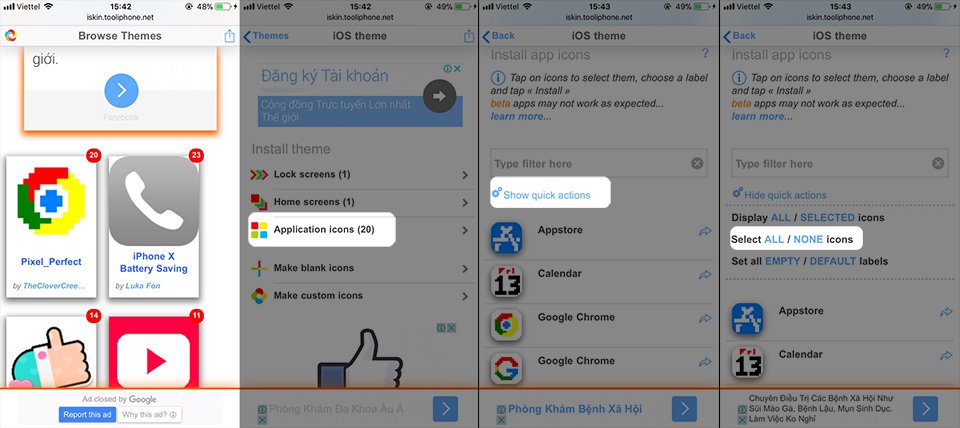 Viettel 15:42 48%
iskin.tooliphone.net
Browse Themes
giới.
Facebook
20
23
Pixel_Perfect
by TheCloverCree...
iPhone X
Battery Saving
by Luka Fon
14
11
Ad closed by Google
Report this ad Why this ad?
Viettel 15:42 49%
iskin.tooliphone.net
Themes iOS theme
Đăng ký Tài khoản
facebook.com
Cộng đồng Trực tuyến Lớn nhất
Thế giới
Install theme
Lock screens (1)
Home screens (1)
Application icons (20)
Make blank icons
Make custom icons
Phòng Khám Đa Khoa Âu Á
Viettel 15:43 49%
iskin.tooliphone.net
Back iOS theme
Install app icons ?
Tap on icons to select them, choose a label
and tap « Install »
beta apps may not work as expected...
learn more...
Type filter here
Show quick actions
Appstore
13
Calendar
Google Chrome
Google Chrome
Phòng Khám Bệnh Xã Hội
Viettel 15:43 49%
iskin.tooliphone.net
Back iOS theme
Install app icons ?
Tap on icons to select them, choose a label
and tap « Install »
beta apps may not work as expected...
learn more...
Type filter here
Hide quick actions
Display ALL / SELECTED icons
Select ALL / NONE icons
Set all EMPTY / DEFAULT labels
Appstore
Calendar
Chuyên Điều Trị Các Bệnh Xã Hội Như
Sùi Mào Gà, Bệnh Lậu, Mụn Sinh Dục.
Làm Việc Ko Nghỉ